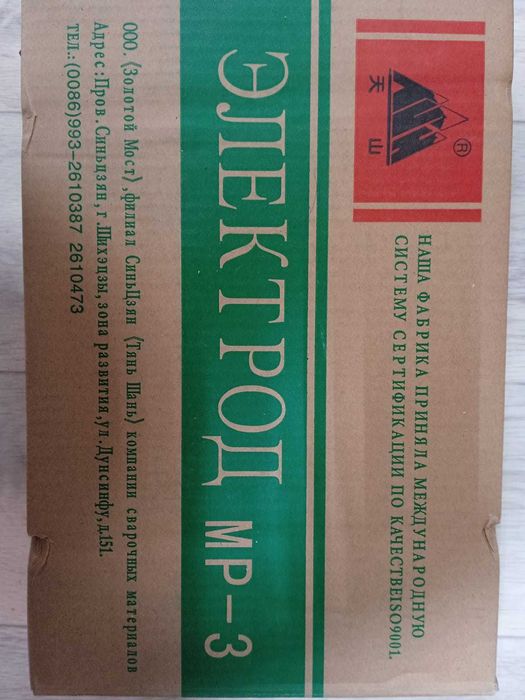 天山
®
НАША ФАБРИКА ПРИНЯЛА МЕЖДУНАРОДНУЮ
СИСТЕМУ СЕРТИФИКАЦИИ ПО КАЧЕСТВЕISO9001.
ЭЛЕКТРОД МР-3
ООО.《Золотой Мост》,филиал СиньЦзян 《Тянь Шань》 компании сварочных материалов
Адрес:Пров.Синьцзян,г.Шихэцзы,зона развития,ул.Дунсинфу,д.151.
ТЕЛ.:(0086)993-2610387 2610473